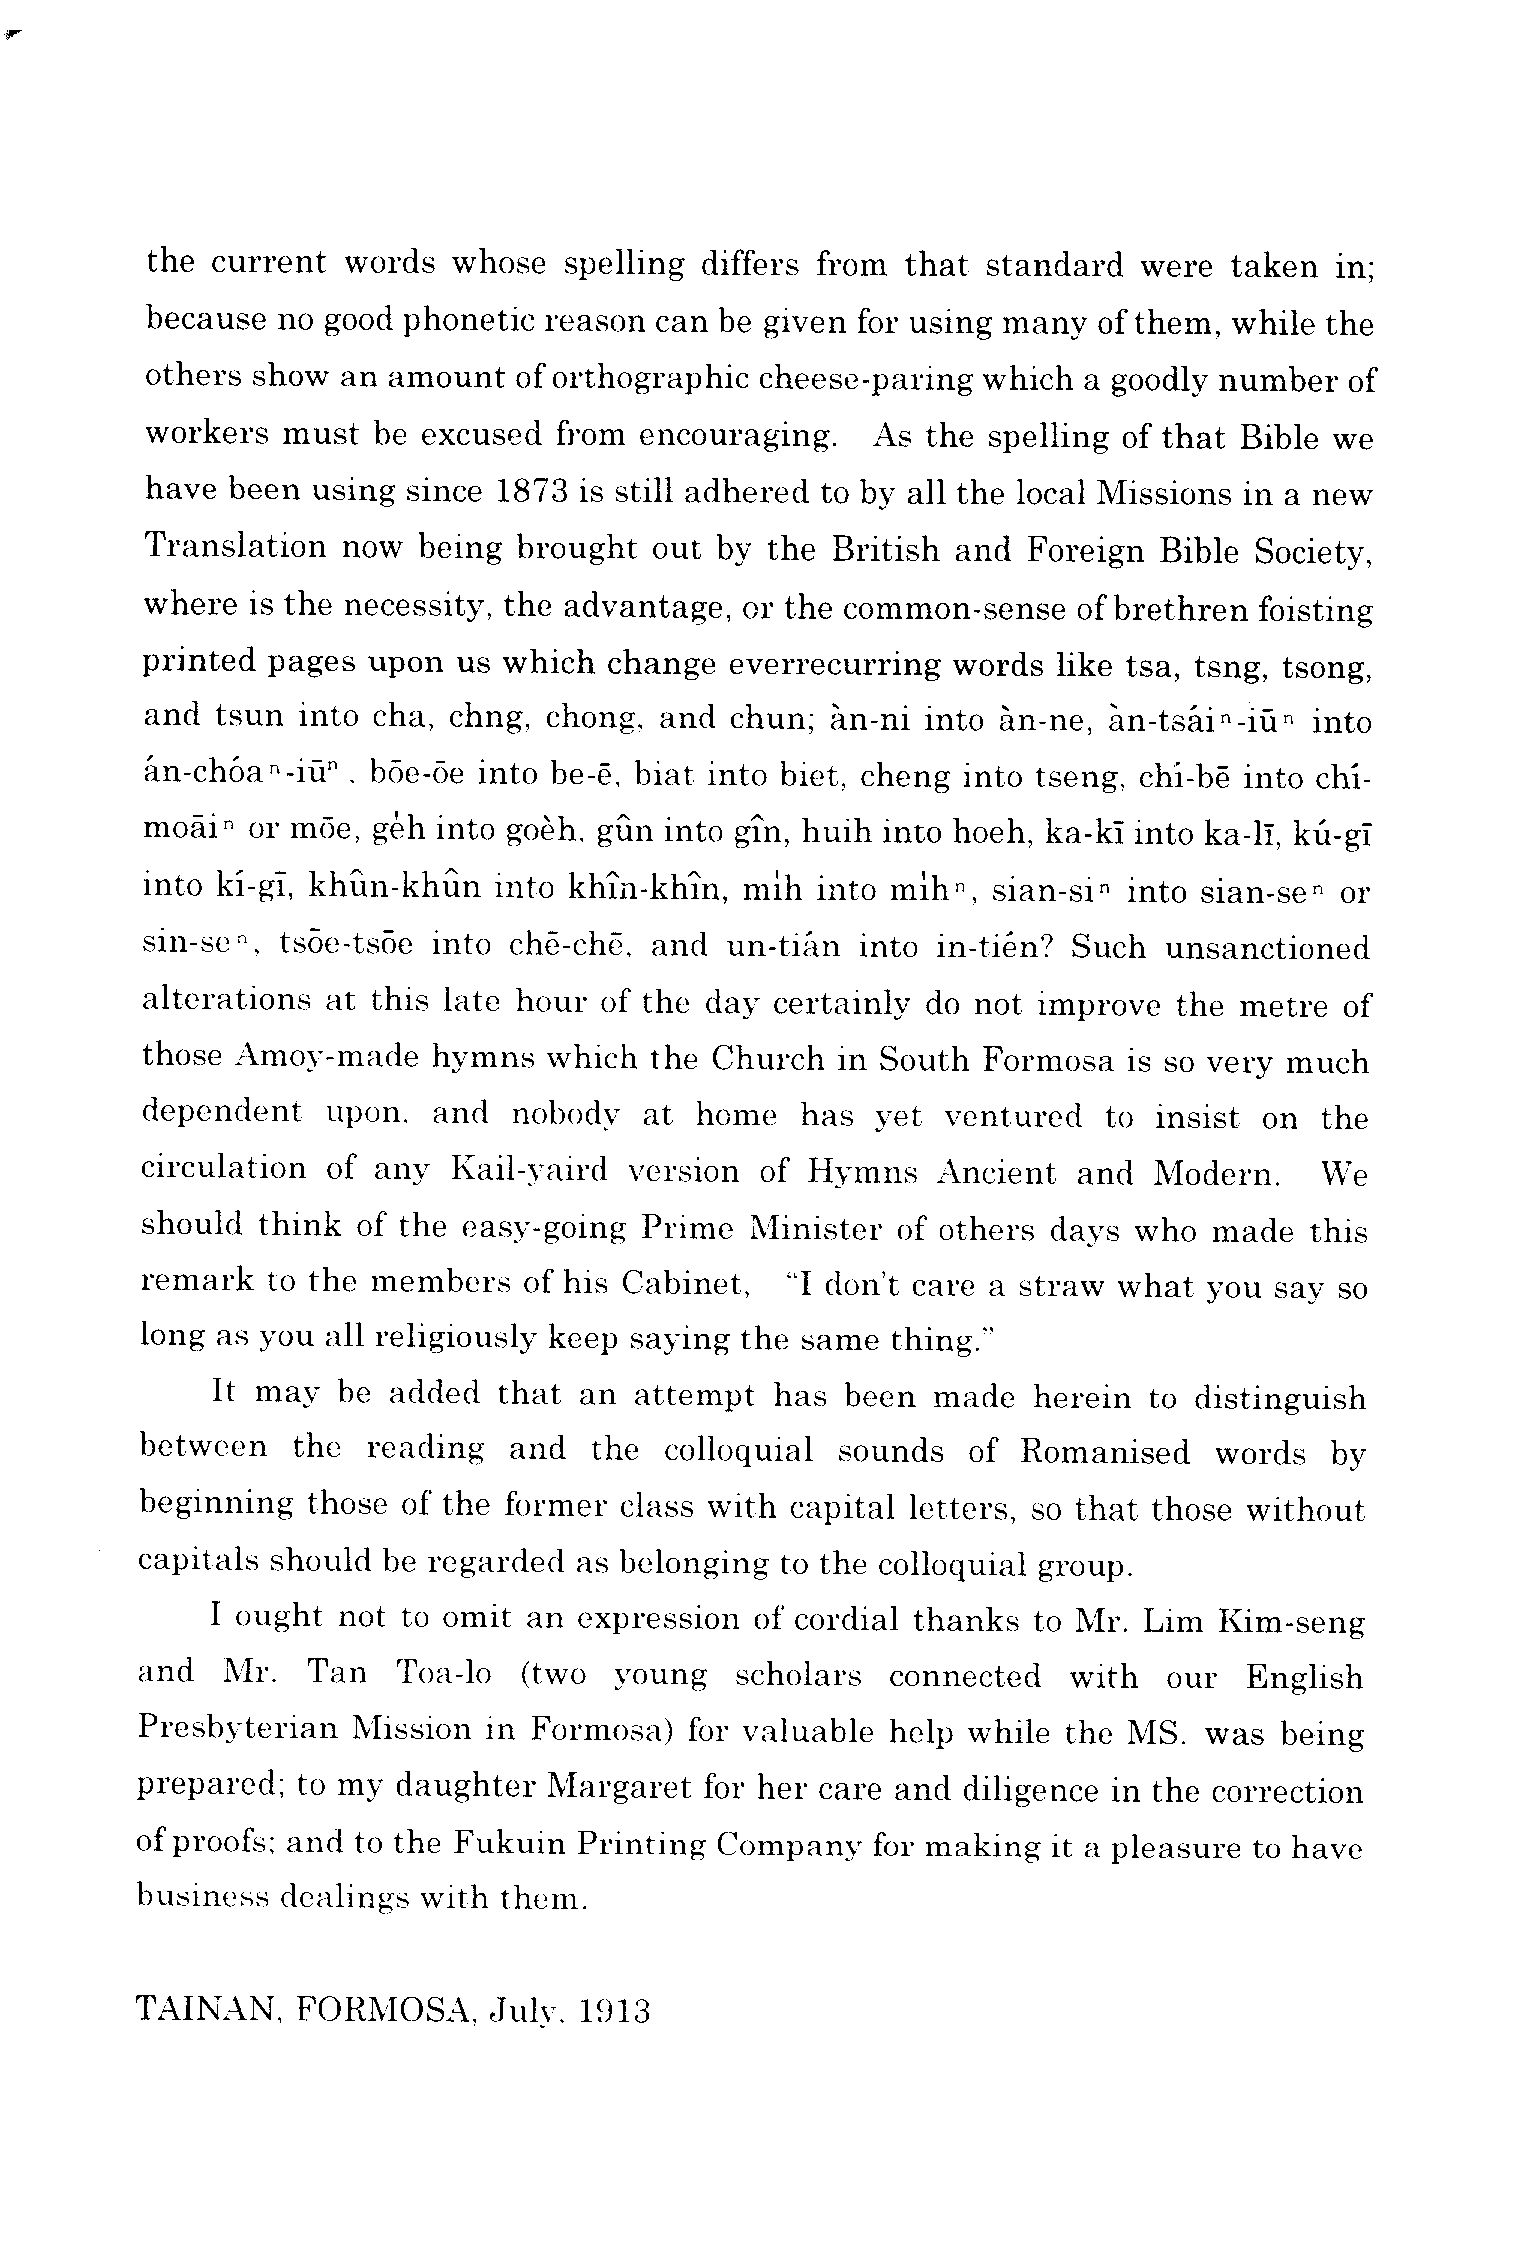 the current words whose spelling differs from that standard were taken in;
because no good phonetic reason can be given for using many of them, while the
others show an amount of orthographic cheese-paring which a goodly number of
workers must be excused from encouraging. As the spelling of that Bible we
have been using since 1873 is still adhered to by all the local Missions in a new
Translation now being brought out by the British and Foreign Bible Society,
where is the necessity, the advantage, or the common-sense of brethren foisting
printed pages upon us which change everrecurring words like tsa, tsng, tsong,
and tsun into cha, chng, chong, and chun; àn-ni into àn-ne, àn-tsáiⁿ-iūⁿ into
án-chóaⁿ-iūⁿ, bōe-ōe into be-ē, biat into biet, cheng into tseng, chí-bē into chí-
moāiⁿ or mōe, ge̍h into goèh, gûn into gîn, huih into hoeh, ka-kī into ka-lī, kú-gī
into kí-gī, khûn-khûn into khîn-khîn, mi̍h into mi̍hⁿ, sian-siⁿ into sian-seⁿ or
sin-seⁿ, tsōe-tsōe into chē-chē, and un-tián into in-tién? Such unsanctioned
alterations at this late hour of the day certainly do not improve the metre of
those Amoy-made hymns which the Church in South Formosa is so very much
dependent upon, and nobody at home has yet ventured to insist on the
circulation of any Kail-yaird version of Hymns Ancient and Modern. We
should think of the easy-going Prime Minister of others days who made this
remark to the members of his Cabinet, "I don't care a straw what you say so
long as you all religiously keep saying the same thing."
It may be added that an attempt has been made herein to distinguish
between the reading and the colloquial sounds of Romanised words by
beginning those of the former class with capital letters, so that those without
capitals should be regarded as belonging to the colloquial group.
I ought not to omit an expression of cordial thanks to Mr. Lim Kim-seng
and Mr. Tan Toa-lo (two young scholars connected with our English
Presbyterian Mission in Formosa) for valuable help while the MS. was being
prepared; to my daughter Margaret for her care and diligence in the correction
of proofs; and to the Fukuin Printing Company for making it a pleasure to have
business dealings with them.
TAINAN, FORMOSA, July, 1913